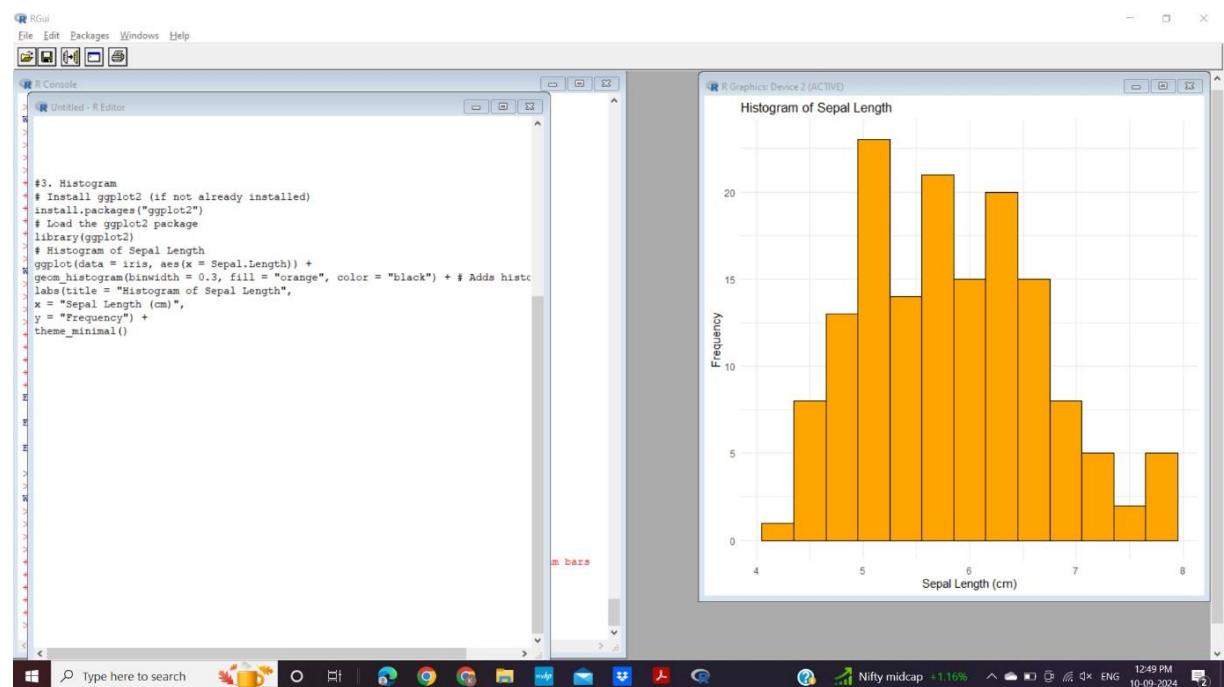 RGui
File Edit Packages Windows Help
R Console
Untitled - R Editor
#3. Histogram
# Install ggplot2 (if not already installed)
install.packages("ggplot2")
# Load the ggplot2 package
library(ggplot2)
# Histogram of Sepal Length
ggplot(data = iris, aes(x = Sepal.Length)) +
geom_histogram(binwidth = 0.3, fill = "orange", color = "black") + # Adds histo
labs(title = "Histogram of Sepal Length",
x = "Sepal Length (cm)",
y = "Frequency") +
theme_minimal()
m bars
R Graphics: Device 2 (ACTIVE)
Histogram of Sepal Length
Frequency
20
15
10
5
0
4 5 6 7 8
Sepal Length (cm)
Type here to search
Nifty midcap +1.16%
ENG
12:49 PM
10-09-2024